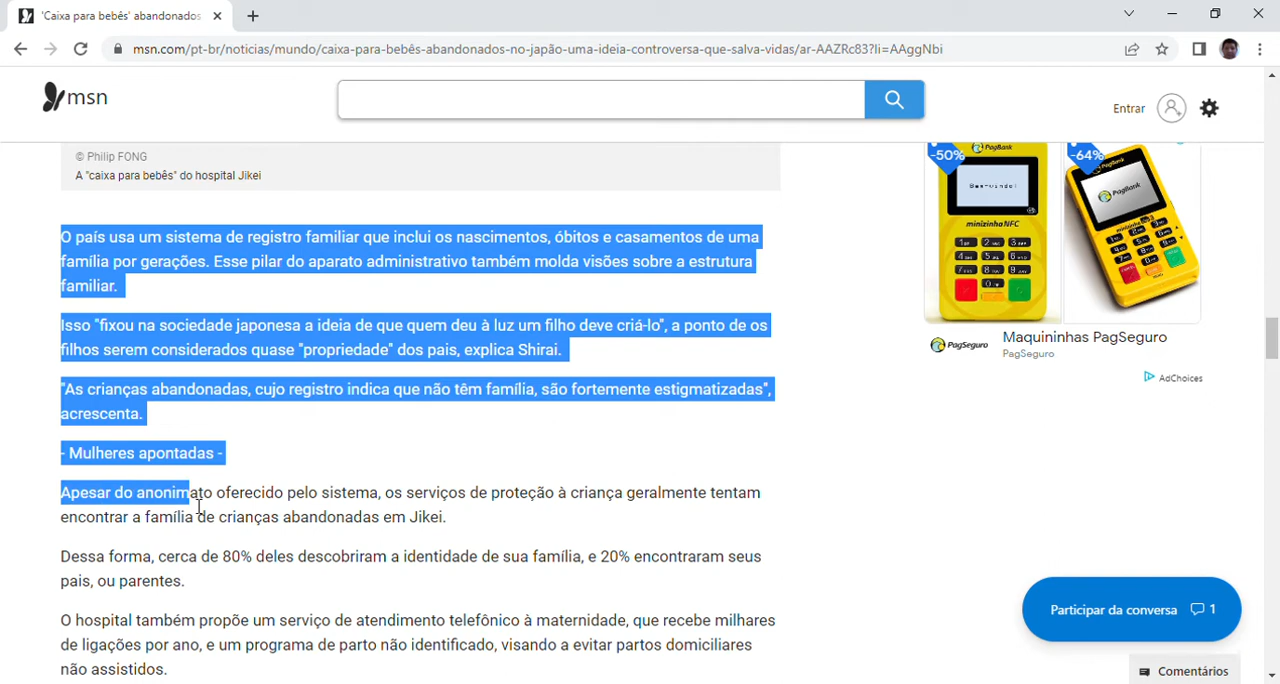 'Caixa para bebês' abandonados
msn.com/pt-br/noticias/mundo/caixa-para-bebês-abandonados-no-japão-uma-ideia-controversa-que-salva-vidas/ar-AAZRc83?li=AAggNbi
msn
Entrar
© Philip FONG
A "caixa para bebês" do hospital Jikei
O país usa um sistema de registro familiar que inclui os nascimentos, óbitos e casamentos de uma
família por gerações. Esse pilar do aparato administrativo também molda visões sobre a estrutura
familiar.
Isso "fixou na sociedade japonesa a ideia de que quem deu à luz um filho deve criá-lo", a ponto de os
filhos serem considerados quase "propriedade" dos pais, explica Shirai.
"As crianças abandonadas, cujo registro indica que não têm família, são fortemente estigmatizadas",
acrescenta.
- Mulheres apontadas -
Apesar do anonimato oferecido pelo sistema, os serviços de proteção à criança geralmente tentam
encontrar a família de crianças abandonadas em Jikei.
Dessa forma, cerca de 80% deles descobriram a identidade de sua família, e 20% encontraram seus
pais, ou parentes.
O hospital também propõe um serviço de atendimento telefônico à maternidade, que recebe milhares
de ligações por ano, e um programa de parto não identificado, visando a evitar partos domiciliares
não assistidos.
-50%
PagBank
Bem-vindo!
minizinha NFC
-64%
PagBank
PagSeguro
Maquininhas PagSeguro
PagSeguro
AdChoices
Participar da conversa 1
Comentários